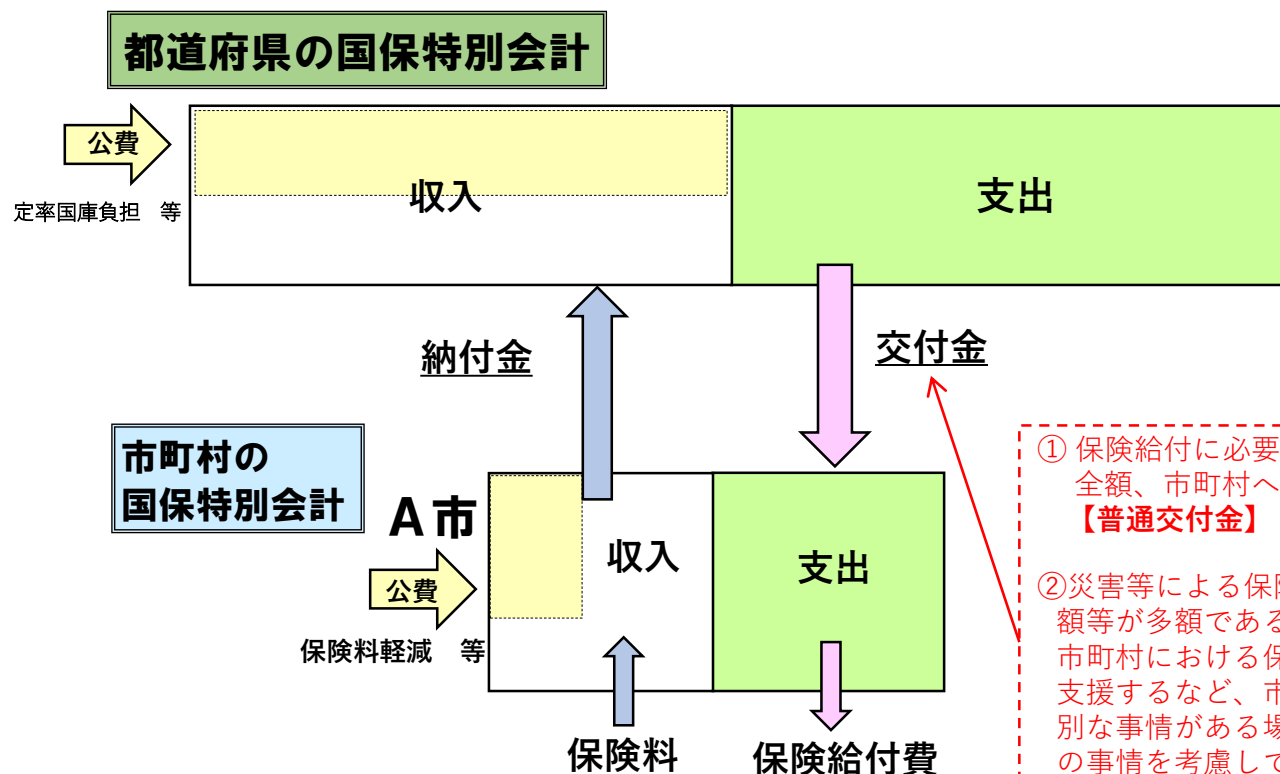 都道府県の国保特別会計
公費
定率国庫負担 等
収入
支出
納付金
交付金
市町村の
国保特別会計
A市
公費
保険料軽減 等
収入
支出
保険料
保険給付費
① 保険給付に必要
全額、市町村へ
【普通交付金】
②災害等による保険
額等が多額である
市町村における保
支援するなど、市
別な事情がある場
の事情を考慮して